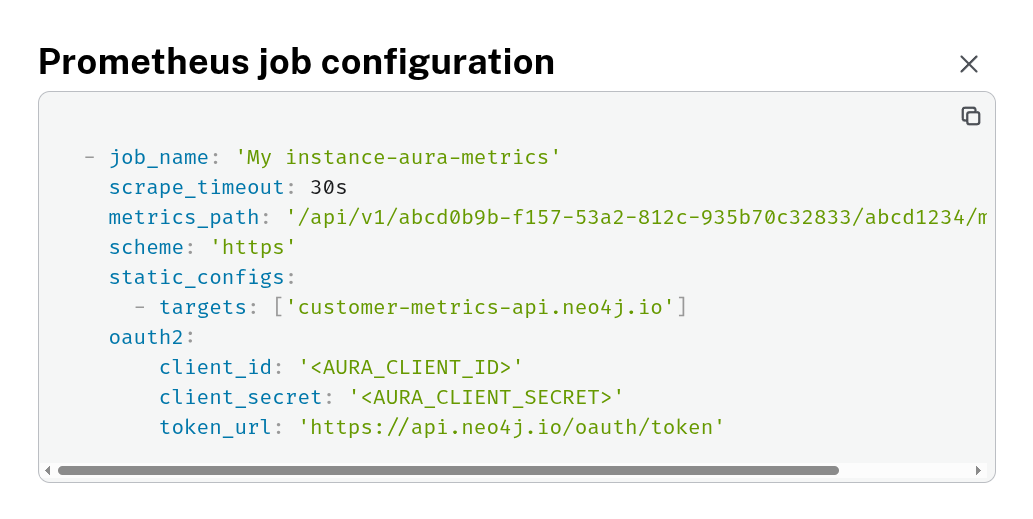 Prometheus job configuration
- job_name: 'My instance-aura-metrics'
scrape_timeout: 30s
metrics_path: '/api/v1/abcd0b9b-f157-53a2-812c-935b70c32833/abcd1234/m
scheme: 'https'
static_configs:
- targets: ['customer-metrics-api.neo4j.io']
oauth2:
client_id: '<AURA_CLIENT_ID>'
client_secret: '<AURA_CLIENT_SECRET>'
token_url: 'https://api.neo4j.io/oauth/token'